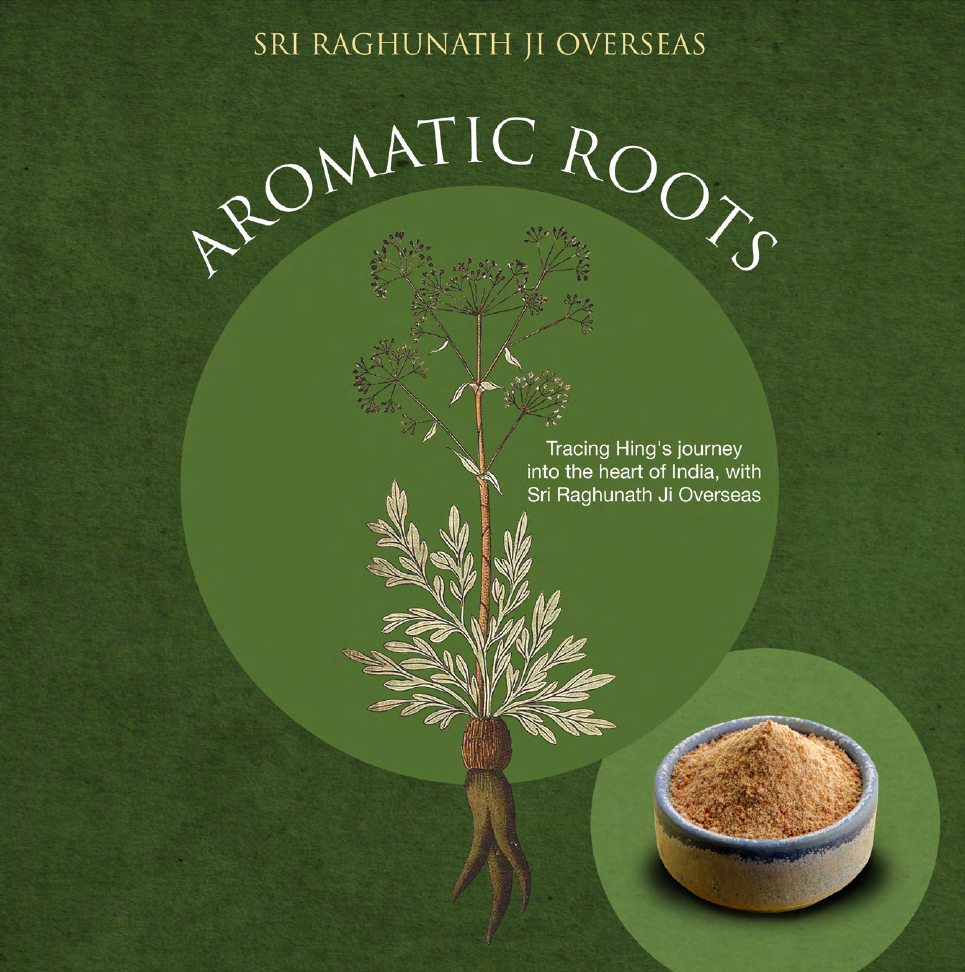 SRI RAGHUNATH JI OVERSEAS
AROMATIC ROOTS
Tracing Hing's journey
into the heart of India, with
Sri Raghunath Ji Overseas